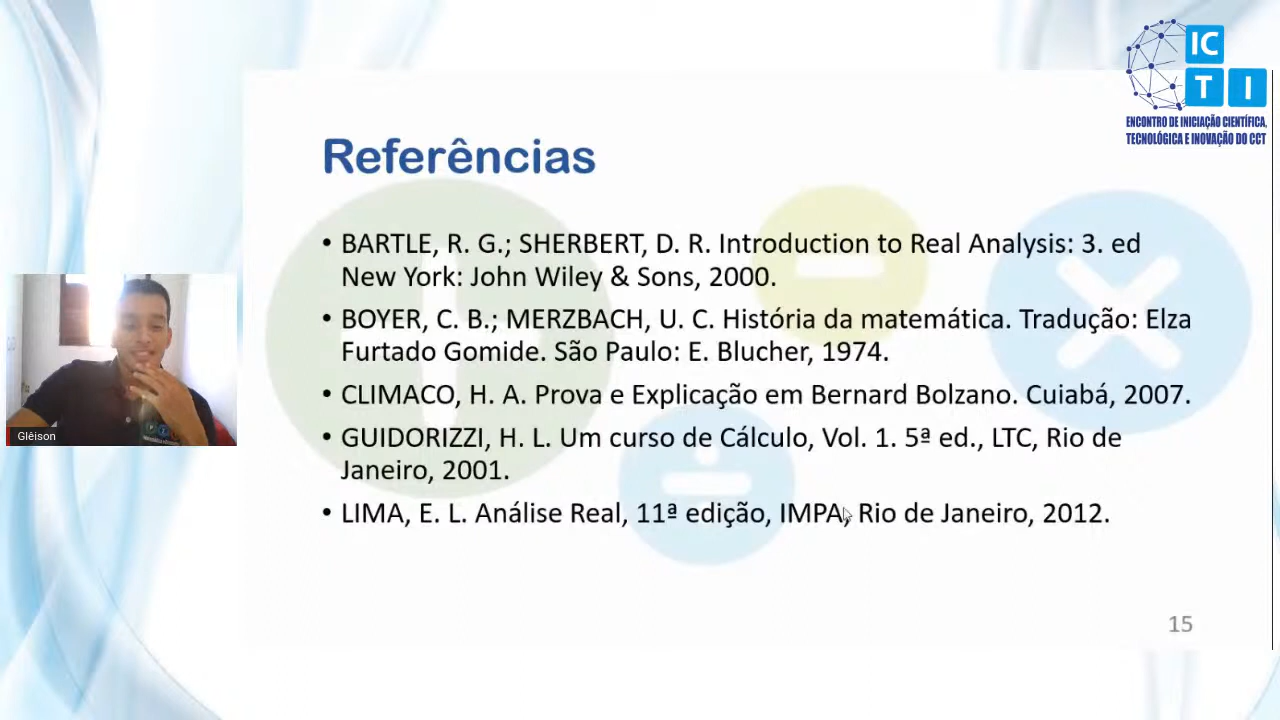 IC
T I
ENCONTRO DE INICIAÇÃO CIENTÍFICA,
TECNOLÓGICA E INOVAÇÃO DO CCT
Referências
• BARTLE, R. G.; SHERBERT, D. R. Introduction to Real Analysis: 3. ed
New York: John Wiley & Sons, 2000.
• BOYER, C. B.; MERZBACH, U. C. História da matemática. Tradução: Elza
Furtado Gomide. São Paulo: E. Blucher, 1974.
• CLIMACO, H. A. Prova e Explicação em Bernard Bolzano. Cuiabá, 2007.
• GUIDORIZZI, H. L. Um curso de Cálculo, Vol. 1. 5ª ed., LTC, Rio de
Janeiro, 2001.
• LIMA, E. L. Análise Real, 11ª edição, IMPA, Rio de Janeiro, 2012.
Glêison
15